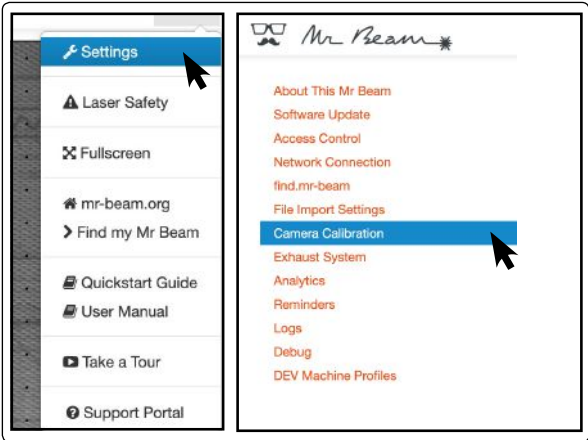 Settings
Laser Safety
Fullscreen
mr-beam.org
Find my Mr Beam
Quickstart Guide
User Manual
Take a Tour
Support Portal
Mr Beam
About This Mr Beam
Software Update
Access Control
Network Connection
find.mr-beam
File Import Settings
Camera Calibration
Exhaust System
Analytics
Reminders
Logs
Debug
DEV Machine Profiles